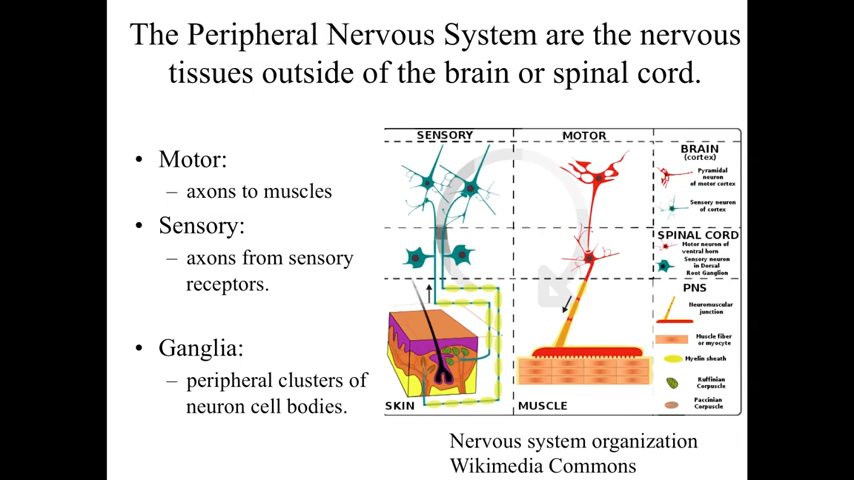 The Peripheral Nervous System are the nervous
tissues outside of the brain or spinal cord.
• Motor:
– axons to muscles
• Sensory:
– axons from sensory
receptors.
• Ganglia:
– peripheral clusters of
neuron cell bodies.
SENSORY
MOTOR
BRAIN
(cortex)
Pyramidal
neuron
of motor cortex
Sensory neuron
of cortex
SPINAL CORD
Motor neuron of
ventral horn
Sensory neuron
in Dorsal
Root Ganglion
PNS
Neuromuscular
junction
Muscle fiber
or myocyte
Myelin sheath
Ruffinian
Corpuscle
Paccinian
Corpuscle
SKIN
MUSCLE
Nervous system organization
Wikimedia Commons